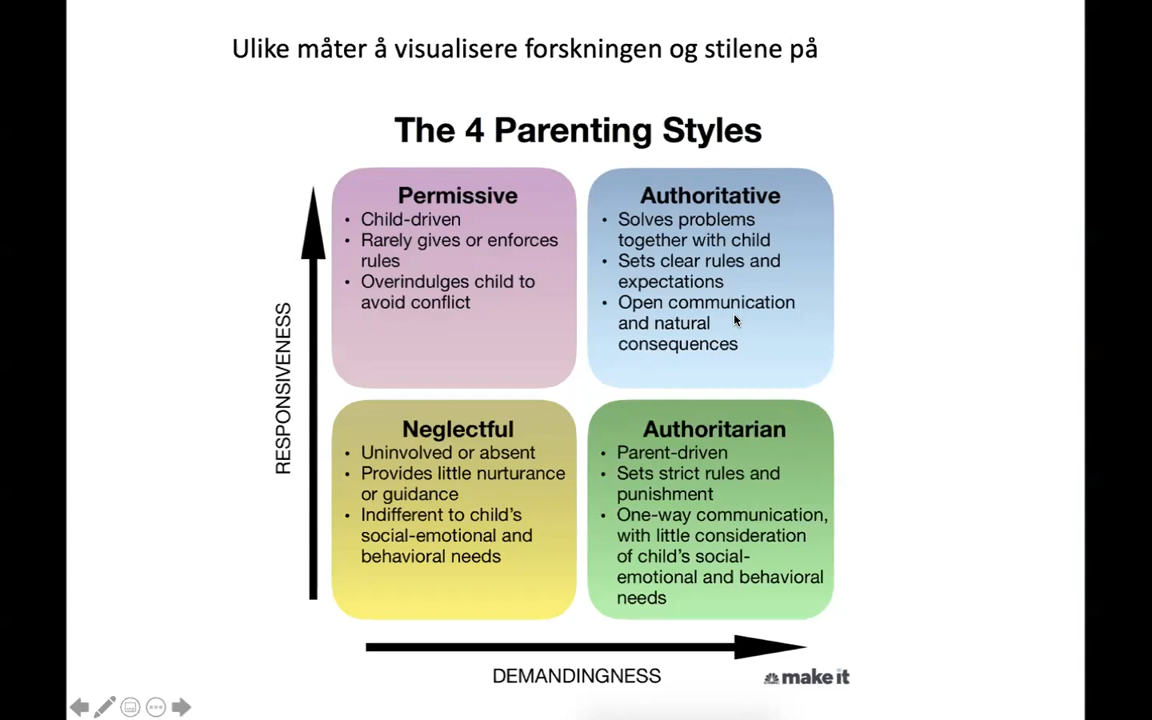 Ulike måter å visualisere forskningen og stilene på
The 4 Parenting Styles
Permissive
• Child-driven
• Rarely gives or enforces
rules
• Overindulges child to
avoid conflict
Authoritative
• Solves problems
together with child
• Sets clear rules and
expectations
• Open communication
and natural
consequences
RESPONSIVENESS
Neglectful
• Uninvolved or absent
• Provides little nurturance
or guidance
• Indifferent to child's
social-emotional and
behavioral needs
Authoritarian
• Parent-driven
• Sets strict rules and
punishment
• One-way communication,
with little consideration
of child's social-
emotional and behavioral
needs
DEMANDINGNESS
make it